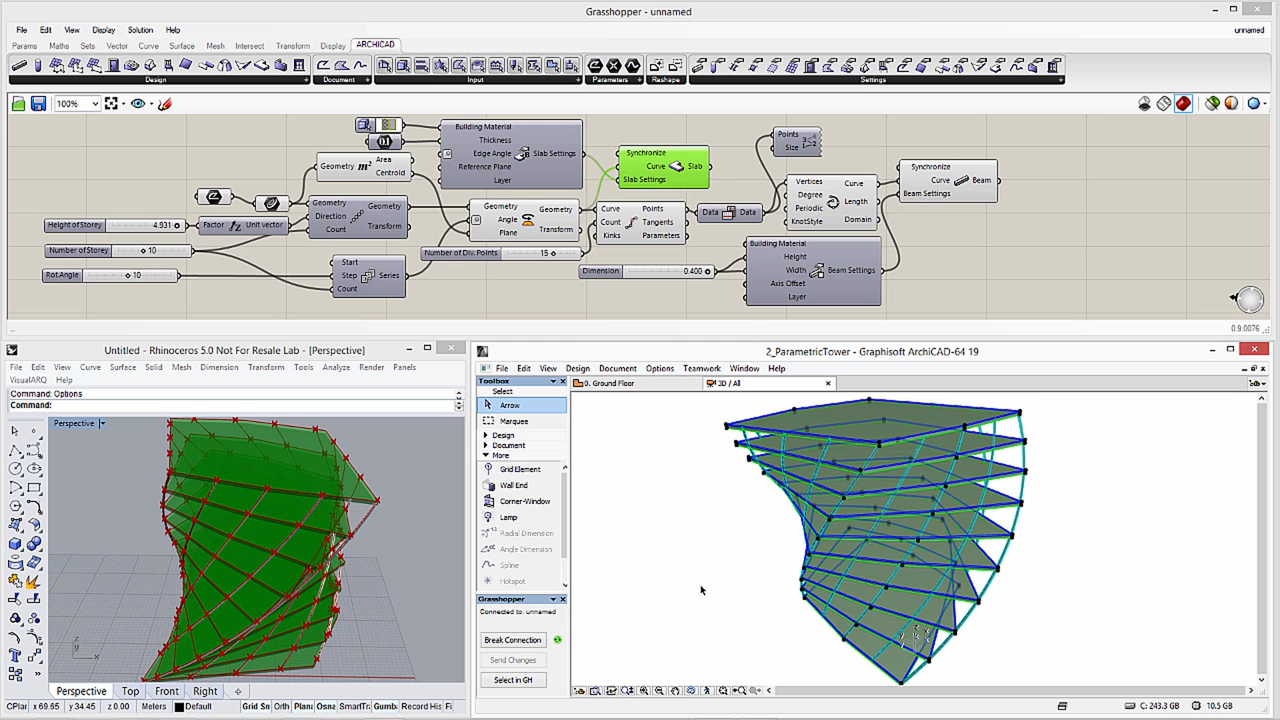 Grasshopper - unnamed
File Edit View Display Solution Help unnamed
Params Maths Sets Vector Curve Surface Mesh Intersect Transform Display ARCHICAD
Design Document Input Parameters Reshape Settings
100%
Building Material
Thickness
Edge Angle
Reference Plane
Layer
Slab Settings
0.1
Synchronize
Curve
Slab Settings
Slab
Points
Size
Synchronize
Curve
Beam Settings
Beam
Geometry
Area
Centroid
Vertices
Degree
Periodic
KnotStyle
Curve
Length
Domain
Geometry
Direction
Count
Geometry
Transform
Geometry
Angle
Plane
Geometry
Transform
Curve
Count
Kinks
Points
Tangents
Parameters
Data Data
Height of Storey 4.931
Factor Unit vector
Number of Storey 10
Number of Div. Points 15
Rot.Angle 10
Start
Step
Count
Series
Dimension 0.400
Building Material
Height
Width
Axis Offset
Layer
Beam Settings
0.9.0076
Untitled - Rhinoceros 5.0 Not For Resale Lab - [Perspective]
File Edit View Curve Surface Solid Mesh Dimension Transform Tools Analyze Render Panels
VisualARQ Help
Command: Options
Command:
Perspective
z
y
x
Perspective Top Front Right
CPlar x 69.65 y 34.45 z 0.00 Meters Default Grid Sn Ortho Plana Osna SmartTra Gumb Record His Fi
2_ParametricTower - Graphisoft ArchiCAD-64 19
File Edit View Design Document Options Teamwork Window Help
Toolbox
Select
Arrow
Marquee
Design
Document
More
Grid Element
Wall End
Corner-Window
Lamp
Radial Dimension
Angle Dimension
Spline
Hotspot
Grasshopper
Connected to: unnamed
Break Connection
Send Changes
Select in GH
0. Ground Floor
3D / All
C: 243.3 GB 10.5 GB